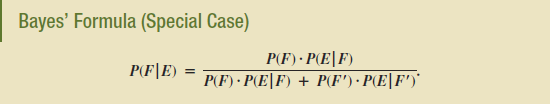 Bayes' Formula (Special Case)
P(F|E) = P(F) · P(E|F) / P(F) · P(E|F) + P(F′) · P(E|F′).